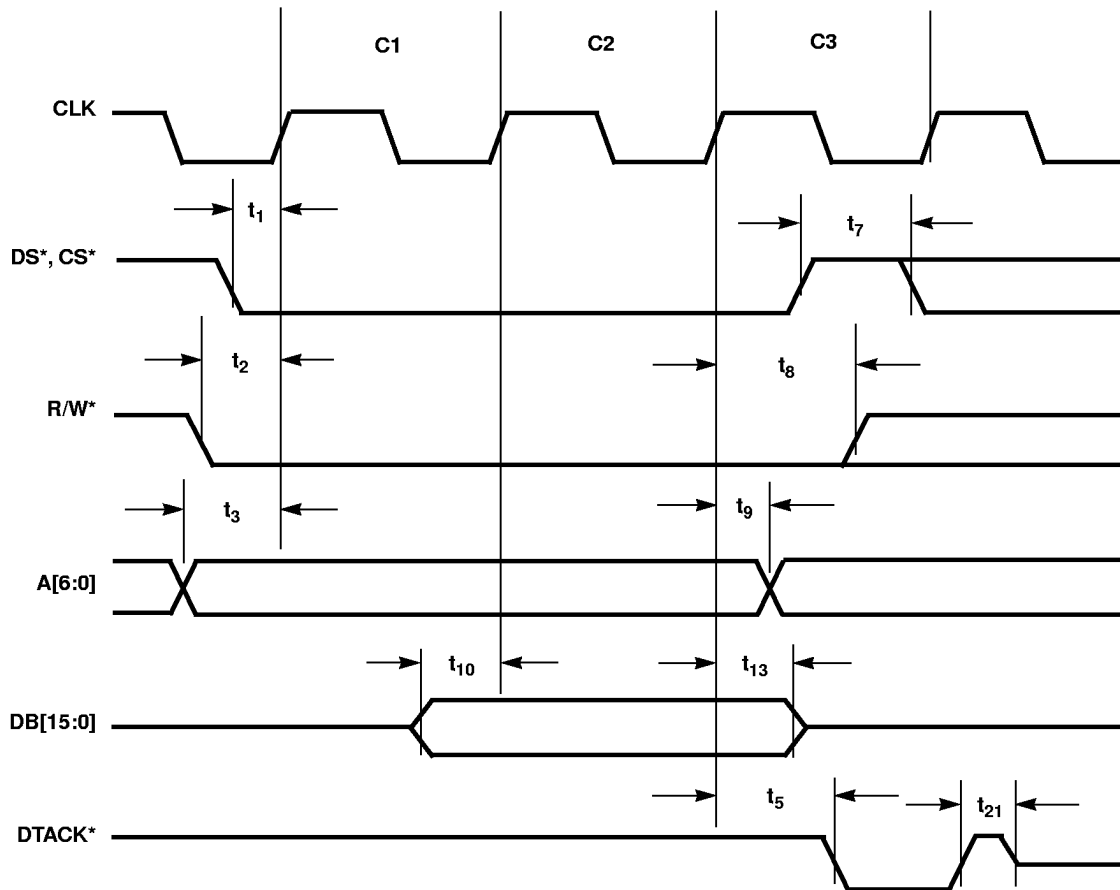 C1 C2 C3
CLK
t1 t7
DS*, CS*
t2 t8
R/W*
t3 t9
A[6:0]
t10 t13
DB[15:0]
t5 t21
DTACK*